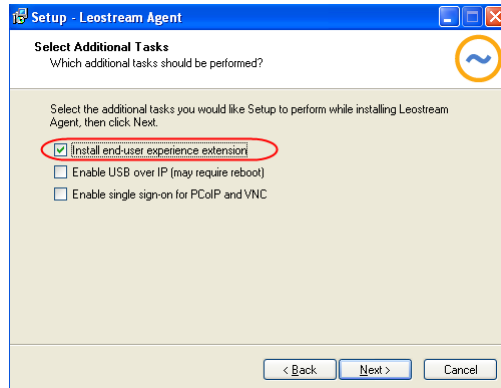 Setup - Leostream Agent
Select Additional Tasks
Which additional tasks should be performed?
Select the additional tasks you would like Setup to perform while installing Leostream
Agent, then click Next.
Install end-user experience extension
Enable USB over IP (may require reboot)
Enable single sign-on for PCoIP and VNC
< Back
Next >
Cancel